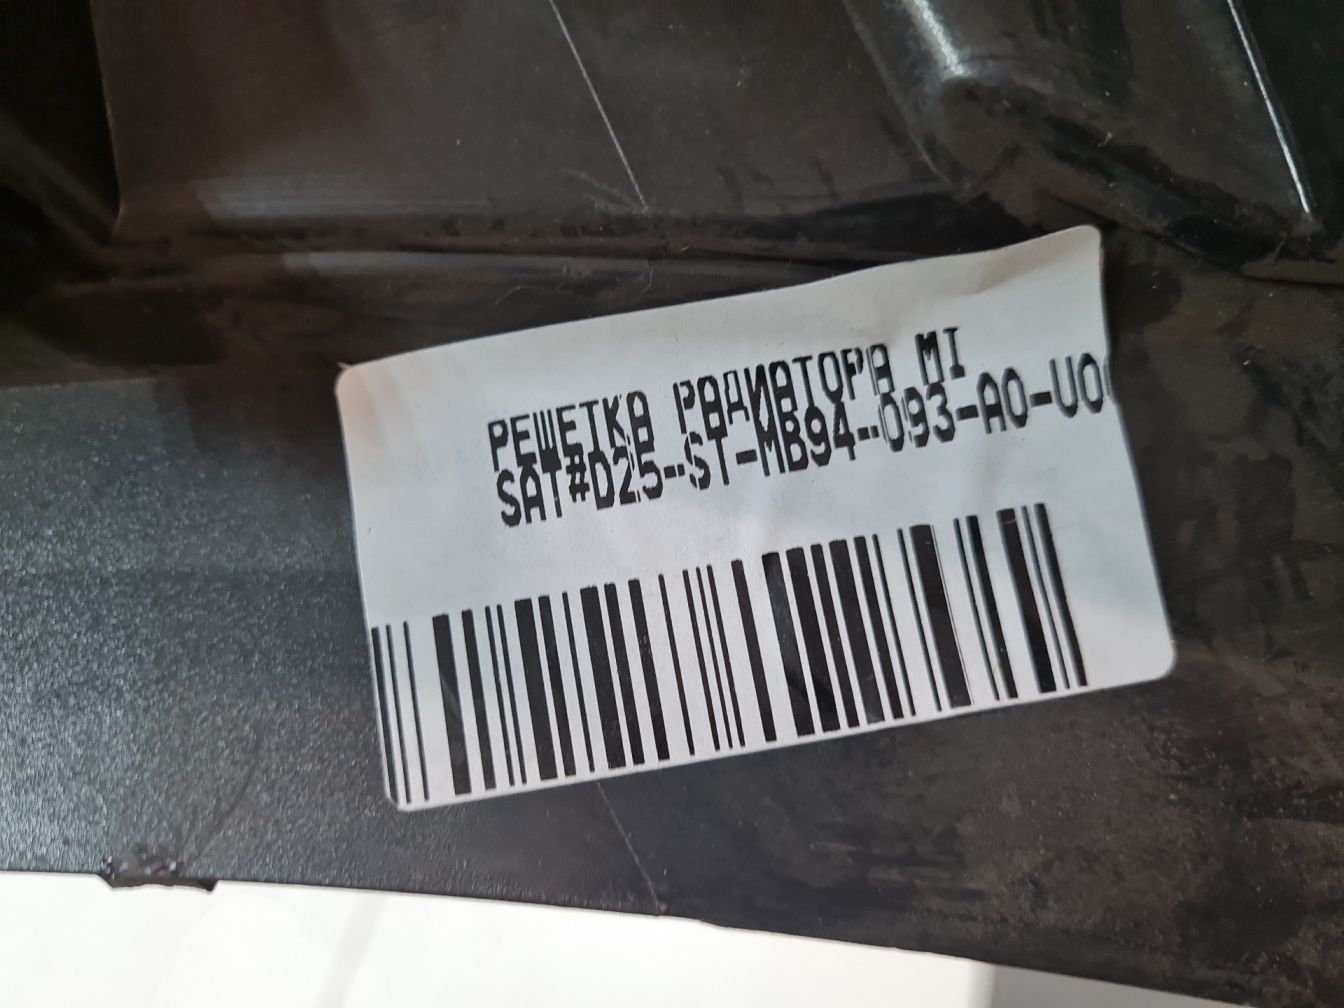 РЕШЕТКА РАДИАТОРА MI
SAT#D25-ST-MB94-093-A0-U0